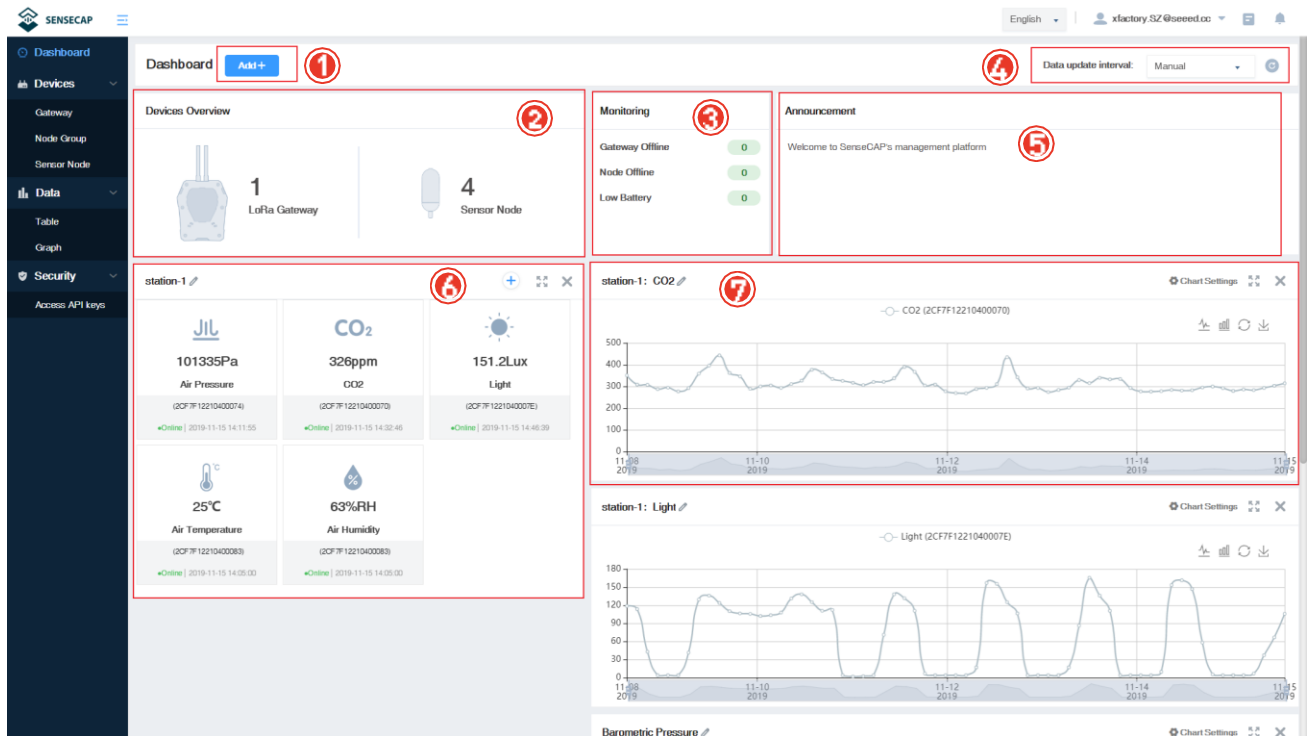 SENSECAP
English
xfactory.SZ@seeed.cc
Dashboard
Devices
Gateway
Node Group
Sensor Node
Data
Table
Graph
Security
Access API keys
Dashboard Add+ 1
4 Data update interval: Manual
Devices Overview 2
1
LoRa Gateway
4
Sensor Node
Monitoring 3
Gateway Offline 0
Node Offline 0
Low Battery 0
Announcement
Welcome to SenseCAP's management platform 5
station-1 6
JIL
101335Pa
Air Pressure
(2CF7F12210400074)
Online | 2019-11-15 14:11:55
CO2
326ppm
CO2
(2CF7F12210400070)
Online | 2019-11-15 14:32:46
151.2Lux
Light
(2CF7F1221040007E)
Online | 2019-11-15 14:46:39
°C
25℃
Air Temperature
(2CF7F12210400083)
Online | 2019-11-15 14:05:00
%
63%RH
Air Humidity
(2CF7F12210400083)
Online | 2019-11-15 14:05:00
station-1: CO2 7 Chart Settings
CO2 (2CF7F12210400070)
500
400
300
200
100
0
11-08 11-10 11-12 11-14 11-15
2019 2019 2019 2019 2019
station-1: Light Chart Settings
Light (2CF7F1221040007E)
180
150
120
90
60
30
0
11-08 11-10 11-12 11-14 11-15
2019 2019 2019 2019 2019
Barometric Pressure Chart Settings